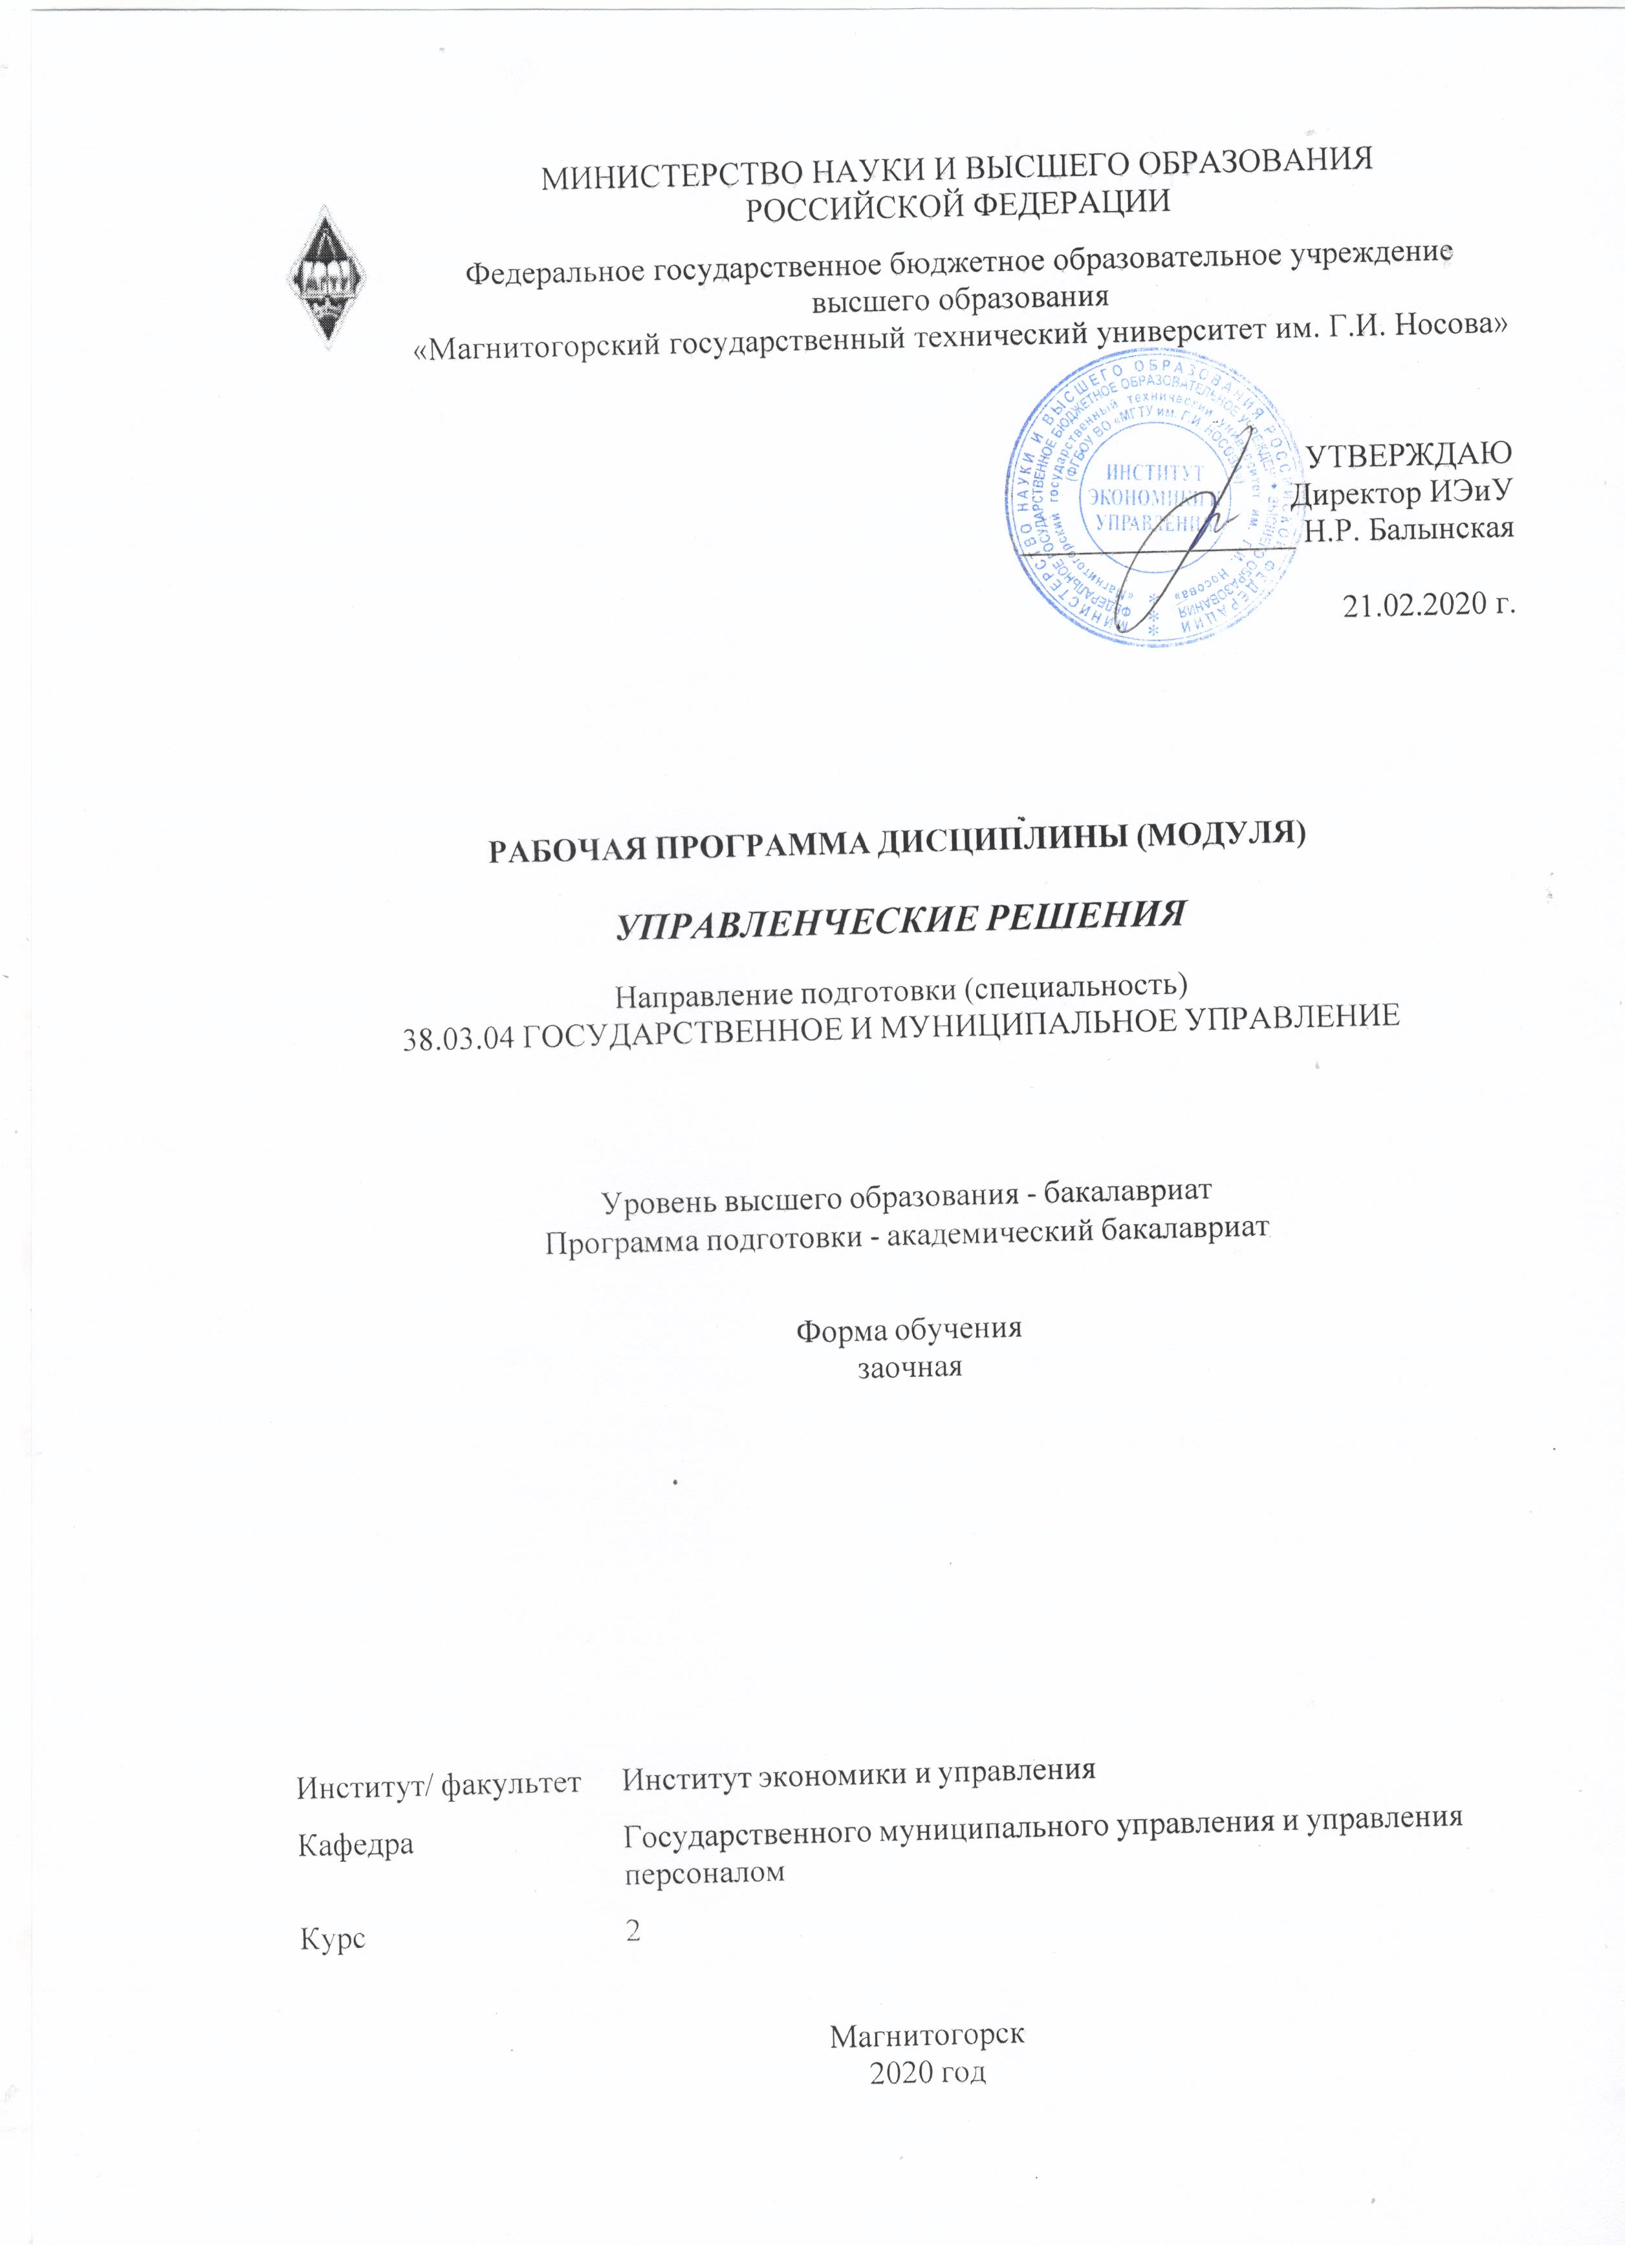 МИНИСТЕРСТВО НАУКИ И ВЫСШЕГО ОБРАЗОВАНИЯ
РОССИЙСКОЙ ФЕДЕРАЦИИ
Федеральное государственное бюджетное образовательное учреждение
высшего образования
«Магнитогорский государственный технический университет им. Г.И. Носова»
МГТУ
ИНСТИТУТ
ЭКОНОМИКИ И
УПРАВЛЕНИЯ
УТВЕРЖДАЮ
Директор ИЭиУ
Н.Р. Балынская
21.02.2020 г.
РАБОЧАЯ ПРОГРАММА ДИСЦИПЛИНЫ (МОДУЛЯ)
УПРАВЛЕНЧЕСКИЕ РЕШЕНИЯ
Направление подготовки (специальность)
38.03.04 ГОСУДАРСТВЕННОЕ И МУНИЦИПАЛЬНОЕ УПРАВЛЕНИЕ
Уровень высшего образования - бакалавриат
Программа подготовки - академический бакалавриат
Форма обучения
заочная
Институт/ факультет Институт экономики и управления
Кафедра Государственного муниципального управления и управления
персоналом
Курс 2
Магнитогорск
2020 год